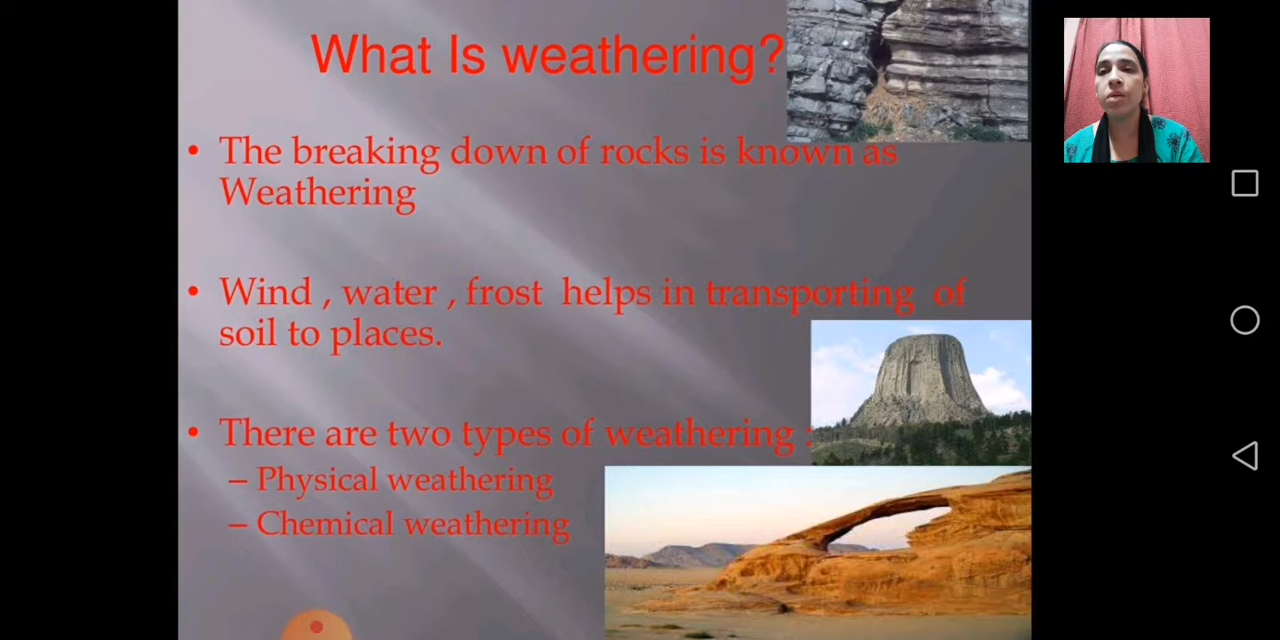 What Is weathering?
• The breaking down of rocks is known as
Weathering
• Wind , water , frost helps in transporting of
soil to places.
• There are two types of weathering :
– Physical weathering
– Chemical weathering